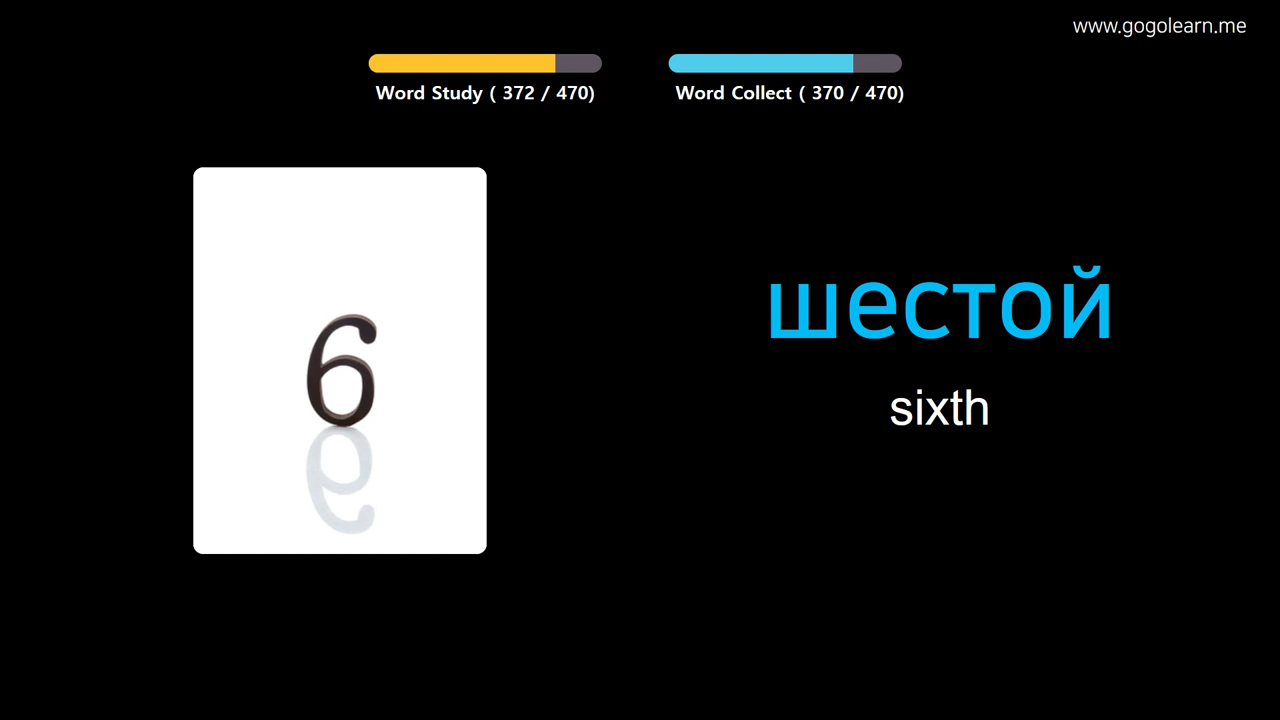 www.gogolearn.me
Word Study ( 372 / 470)
Word Collect ( 370 / 470)
6
шестой
sixth